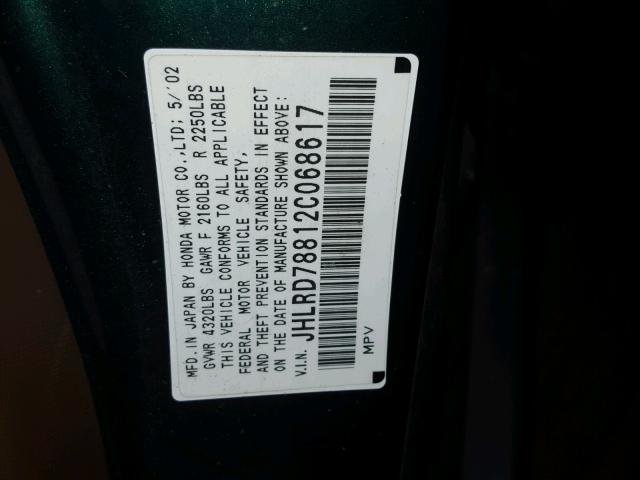 MFD.IN JAPAN BY HONDA MOTOR CO.,LTD; 5/'02
GVWR 4320LBS GAWR F 2160LBS R 2250LBS
THIS VEHICLE CONFORMS TO ALL APPLICABLE
FEDERAL MOTOR VEHICLE SAFETY,
AND THEFT PREVENTION STANDARDS IN EFFECT
ON THE DATE OF MANUFACTURE SHOWN ABOVE:
V.I.N. JHLRD78812C068617
MPV